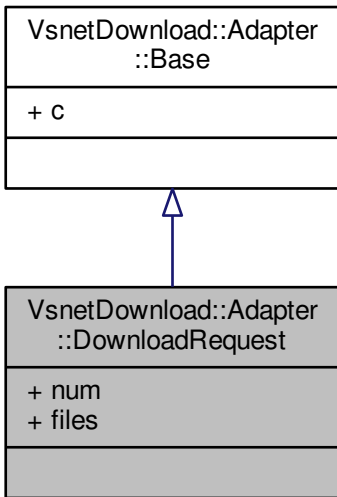 VsnetDownload::Adapter
::Base
+ c
VsnetDownload::Adapter
::DownloadRequest
+ num
+ files